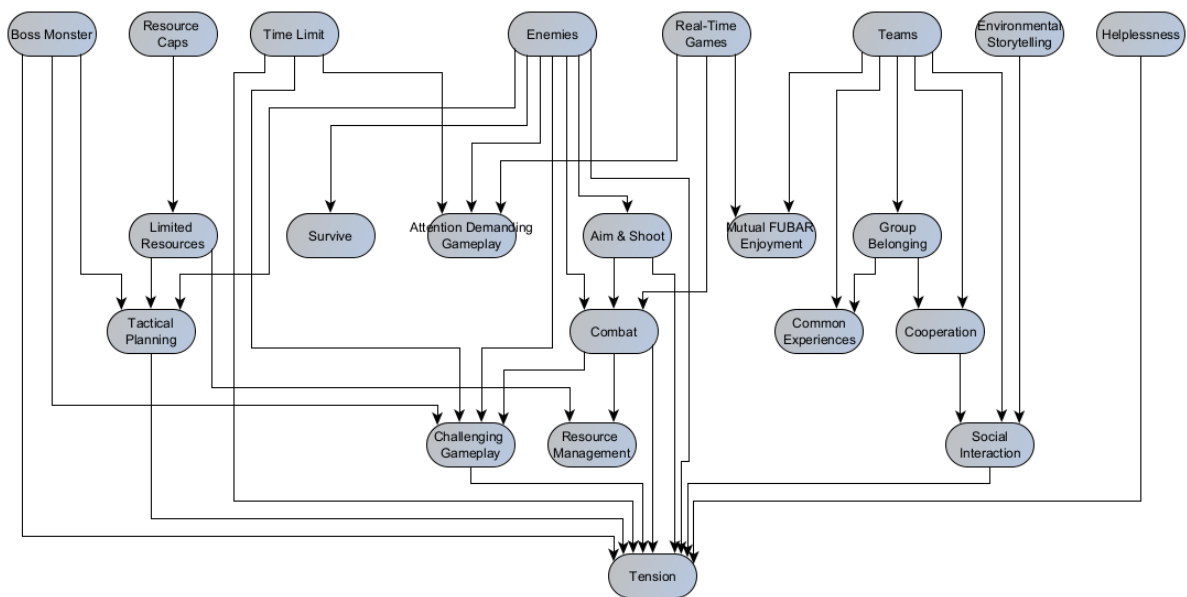 Boss Monster
Resource
Caps
Time Limit
Enemies
Real-Time
Games
Teams
Environmental
Storytelling
Helplessness
Limited
Resources
Survive
Attention Demanding
Gameplay
Aim & Shoot
Mutual FUBAR
Enjoyment
Group
Belonging
Tactical
Planning
Combat
Common
Experiences
Cooperation
Challenging
Gameplay
Resource
Management
Social
Interaction
Tension